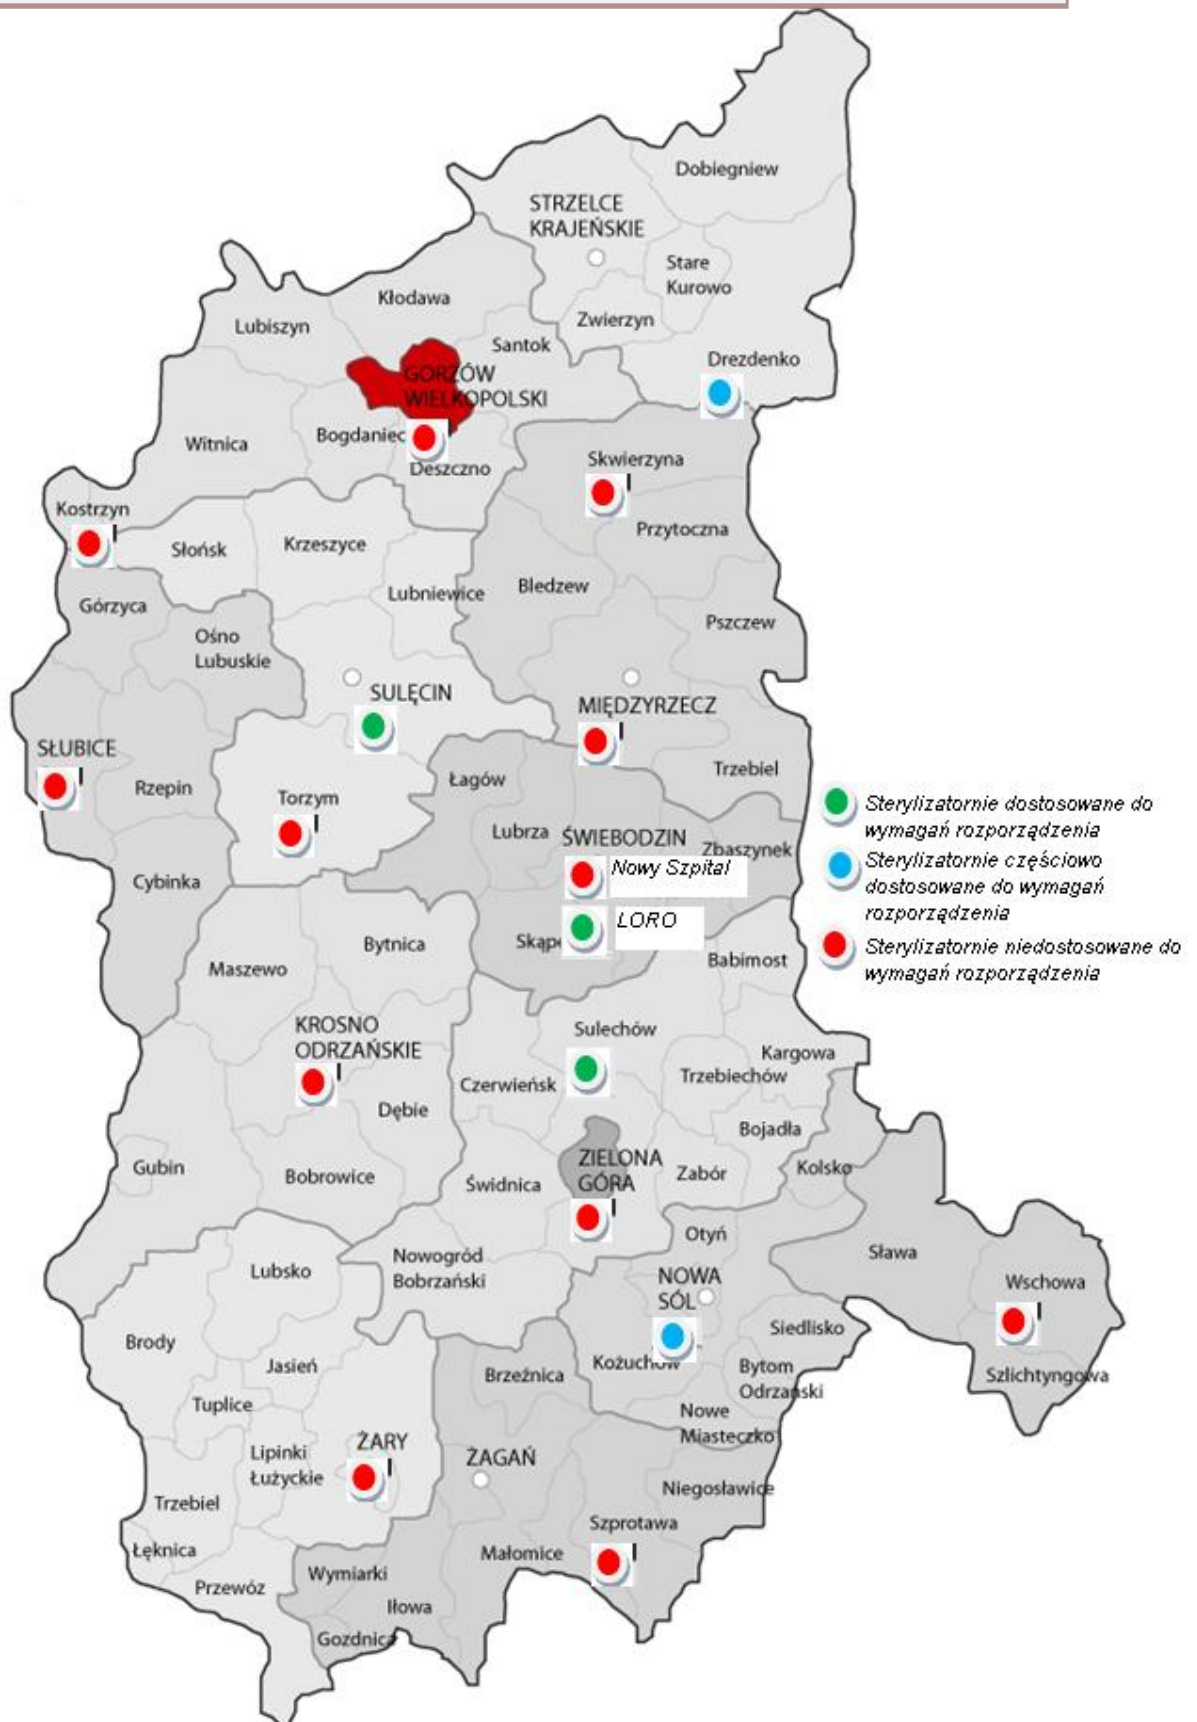 Dobiegniew
STRZELCE
KRAJEŃSKIE
Stare
Kurowo
Kłodawa
Zwierzyn
Lubiszyn
Santok
Drezdenko
GORZÓW
WIELKOPOLSKI
Bogdaniec
Witnica
Deszczno
Skwierzyna
Kostrzyn
Przytoczna
Słońsk
Krzeszyce
Bledzew
Lubniewice
Górzyca
Pszczew
Ośno
Lubuskie
SULĘCIN
MIĘDZYRZECZ
SŁUBICE
Trzebiel
Łagów
Rzepin
Torzym
Lubrza
ŚWIEBODZIN
Zbaszynek
Nowy Szpital
Cybinka
LORO
Skąpe
Bytnica
Babimost
Maszewo
Sterylizatornie dostosowane do
wymagań rozporządzenia
Sterylizatornie częściowo
dostosowane do wymagań
rozporządzenia
Sterylizatornie niedostosowane do
wymagań rozporządzenia
KROSNO
ODRZAŃSKIE
Sulechów
Kargowa
Trzebiechów
Czerwieńsk
Dębie
Bojadła
Gubin
Bobrowice
ZIELONA
GÓRA
Zabór
Kolsko
Świdnica
Otyń
Sława
Nowogród
Bobrzański
Lubsko
NOWA
SÓL
Wschowa
Siedlisko
Brody
Jasień
Kożuchów
Bytom
Odrzański
Brzeźnica
Szlichtyngowa
Tuplice
Nowe
Miasteczko
Lipinki
Łużyckie
ŻARY
ŻAGAŃ
Niegosławice
Trzebiel
Szprotawa
Łęknica
Małomice
Przewóz
Wymiarki
Iłowa
Gozdnica